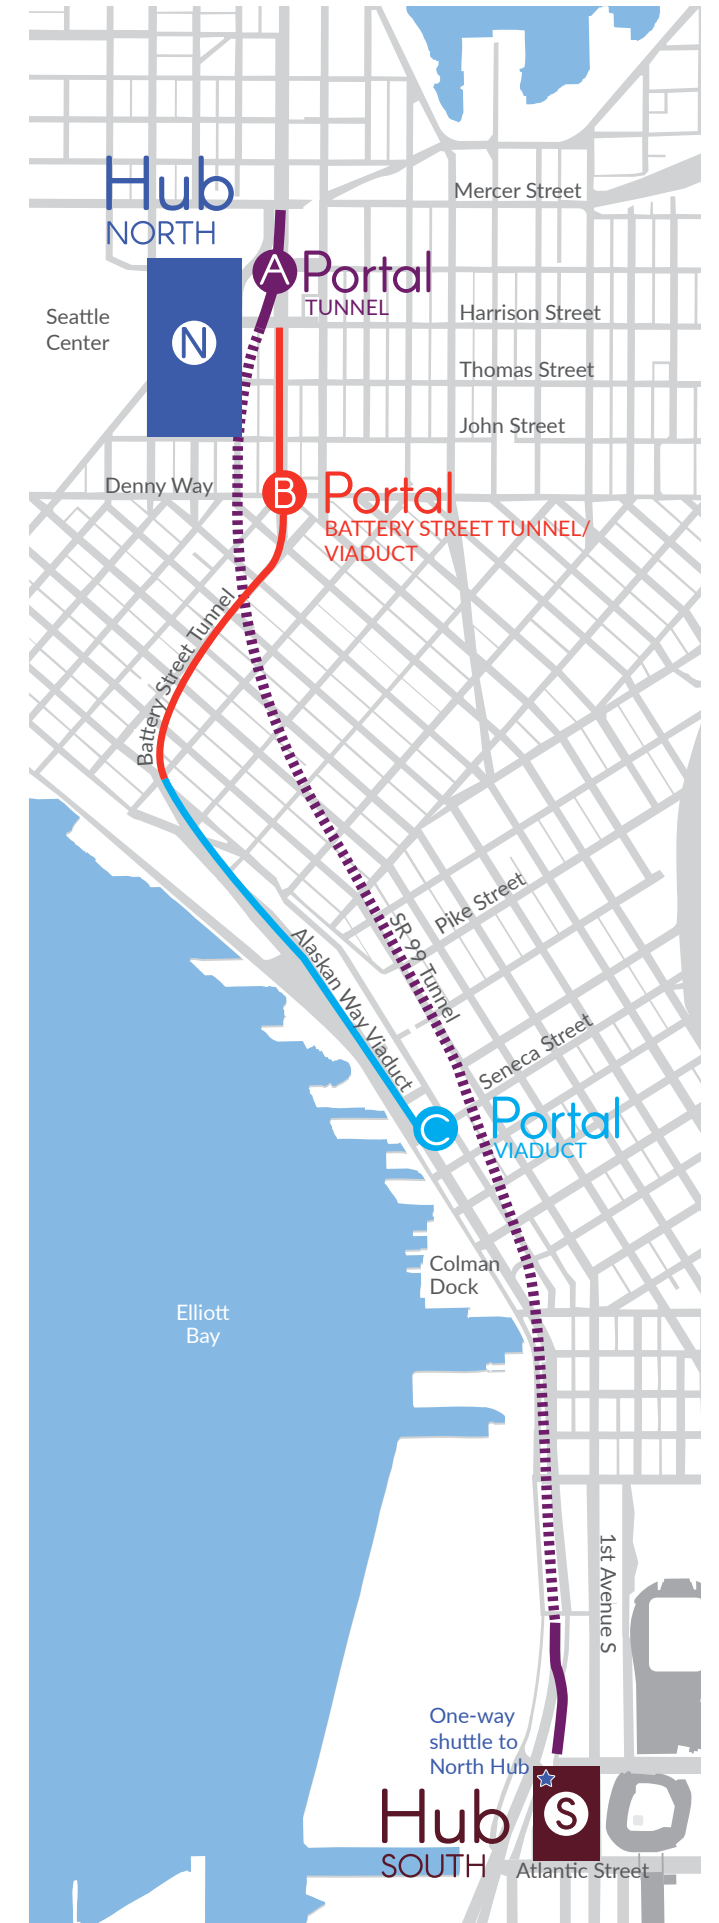 Mercer Street
Hub
NORTH
A
Portal
TUNNEL
Seattle
Center
N
Harrison Street
Thomas Street
John Street
Denny Way
B
Portal
BATTERY STREET TUNNEL/
VIADUCT
Battery Street Tunnel
Pike Street
SR 99 Tunnel
Alaskan Way Viaduct
Seneca Street
C
Portal
VIADUCT
Colman
Dock
Elliott
Bay
1st Avenue S
One-way
shuttle to
North Hub
Hub
SOUTH
S
Atlantic Street